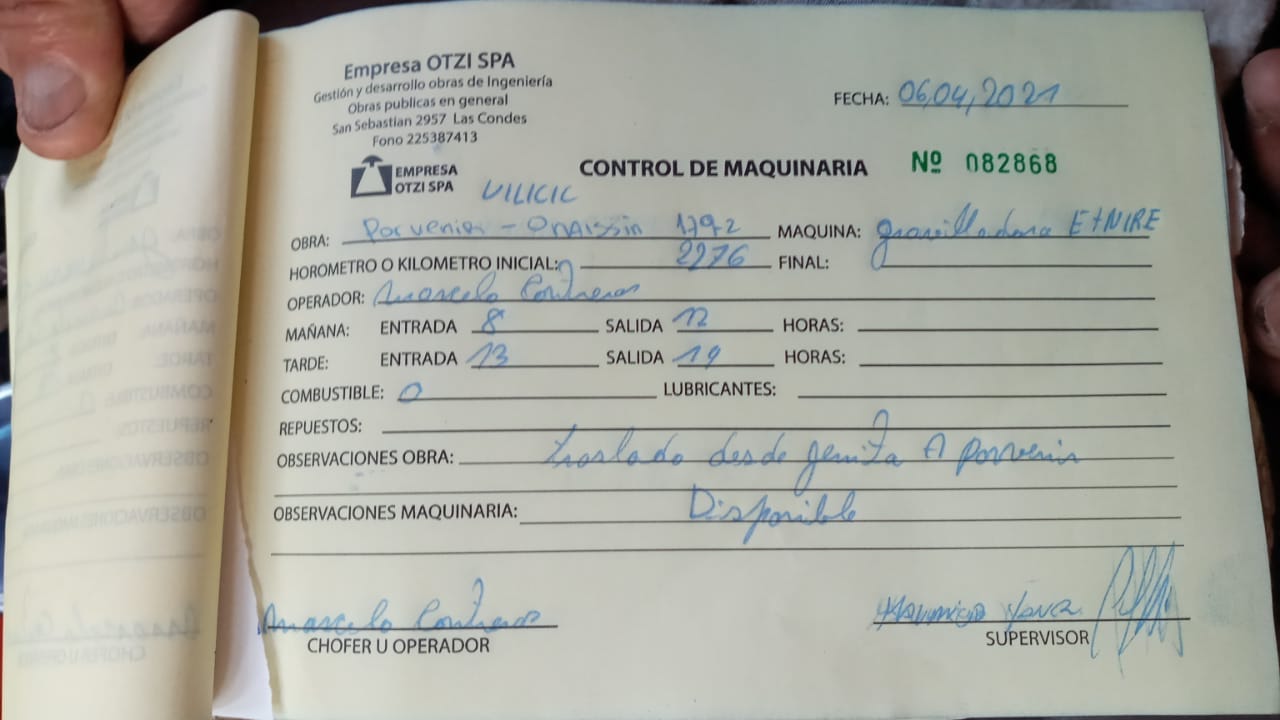 Empresa OTZI SPA
Gestión y desarrollo obras de Ingeniería
Obras publicas en general
San Sebastian 2957 Las Condes
Fono 225387413
FECHA: 06,04,2021
EMPRESA
OTZI SPA
VILICIC
CONTROL DE MAQUINARIA Nº 082868
OBRA: Porvenir - Onaissin 1792 MAQUINA: gravilladora ETNIRE
HOROMETRO O KILOMETRO INICIAL: 2276 FINAL:
OPERADOR: Marcelo Contreras
MAÑANA: ENTRADA 8 SALIDA 12 HORAS:
TARDE: ENTRADA 13 SALIDA 19 HORAS:
COMBUSTIBLE: 0 LUBRICANTES:
REPUESTOS:
OBSERVACIONES OBRA: traslado desde A porvenir
OBSERVACIONES MAQUINARIA: Disponible
Marcelo Contreras
CHOFER U OPERADOR
SUPERVISOR